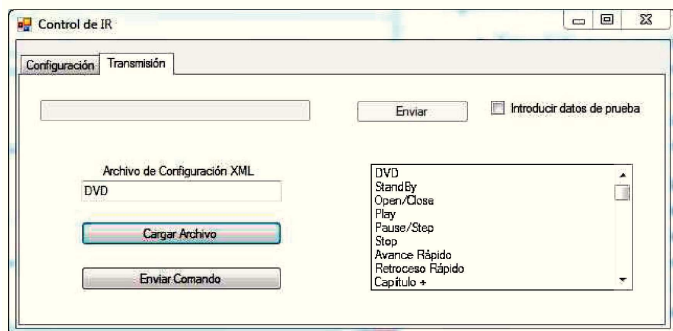 Control de IR
Configuración
Transmisión
Enviar
Introducir datos de prueba
Archivo de Configuración XML
DVD
Cargar Archivo
Enviar Comando
DVD
StandBy
Open/Close
Play
Pause/Step
Stop
Avance Rápido
Retroceso Rápido
Capítulo +